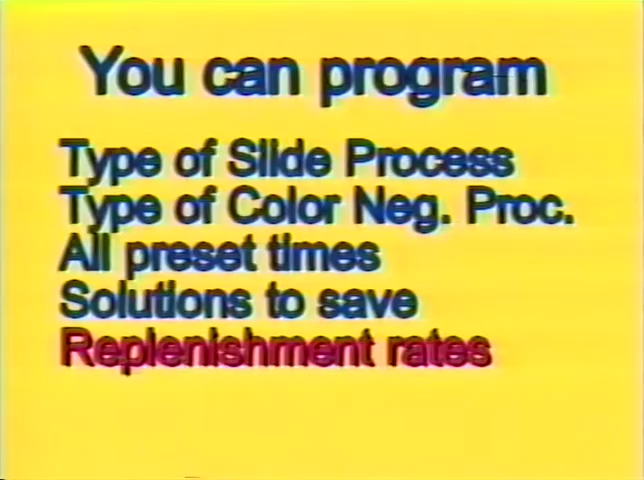 You can program
Type of Slide Process
Type of Color Neg. Proc.
All preset times
Solutions to save
Replenishment rates